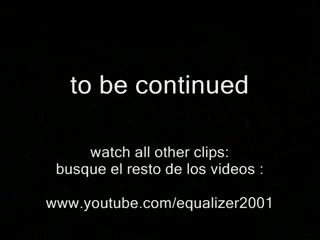 to be continued
watch all other clips:
busque el resto de los videos :
www.youtube.com/equalizer2001